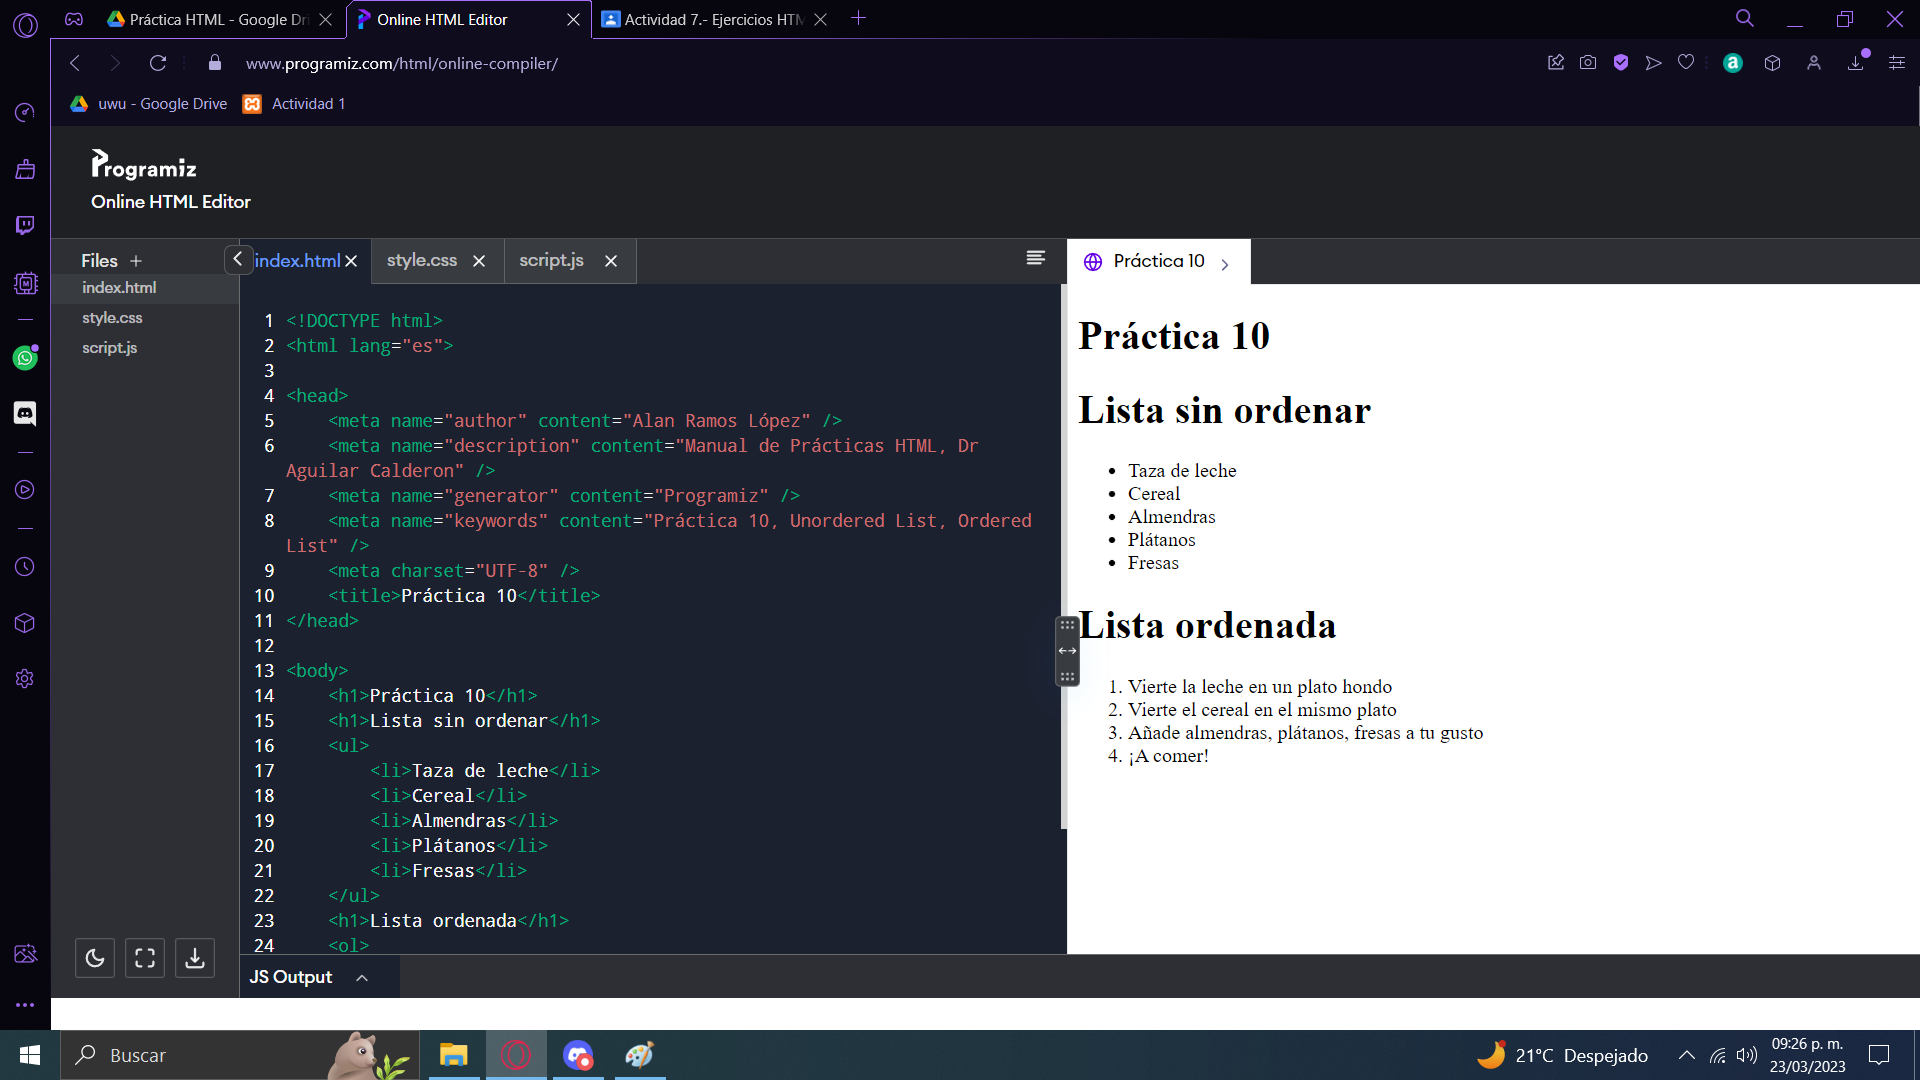 Práctica HTML - Google Dri
Online HTML Editor
Actividad 7.- Ejercicios HTM
www.programiz.com/html/online-compiler/
uwu - Google Drive
Actividad 1
Programiz
Online HTML Editor
Files +
index.html
style.css
script.js
index.html
style.css
script.js
Práctica 10
1 <!DOCTYPE html>
2 <html lang="es">
3
4 <head>
5 <meta name="author" content="Alan Ramos López" />
6 <meta name="description" content="Manual de Prácticas HTML, Dr
Aguilar Calderon" />
7 <meta name="generator" content="Programiz" />
8 <meta name="keywords" content="Práctica 10, Unordered List, Ordered
List" />
9 <meta charset="UTF-8" />
10 <title>Práctica 10</title>
11 </head>
12
13 <body>
14 <h1>Práctica 10</h1>
15 <h1>Lista sin ordenar</h1>
16 <ul>
17 <li>Taza de leche</li>
18 <li>Cereal</li>
19 <li>Almendras</li>
20 <li>Plátanos</li>
21 <li>Fresas</li>
22 </ul>
23 <h1>Lista ordenada</h1>
24 <ol>
JS Output
Práctica 10
Lista sin ordenar
• Taza de leche
• Cereal
• Almendras
• Plátanos
• Fresas
Lista ordenada
1. Vierte la leche en un plato hondo
2. Vierte el cereal en el mismo plato
3. Añade almendras, plátanos, fresas a tu gusto
4. ¡A comer!
Buscar
21°C Despejado
09:26 p. m.
23/03/2023